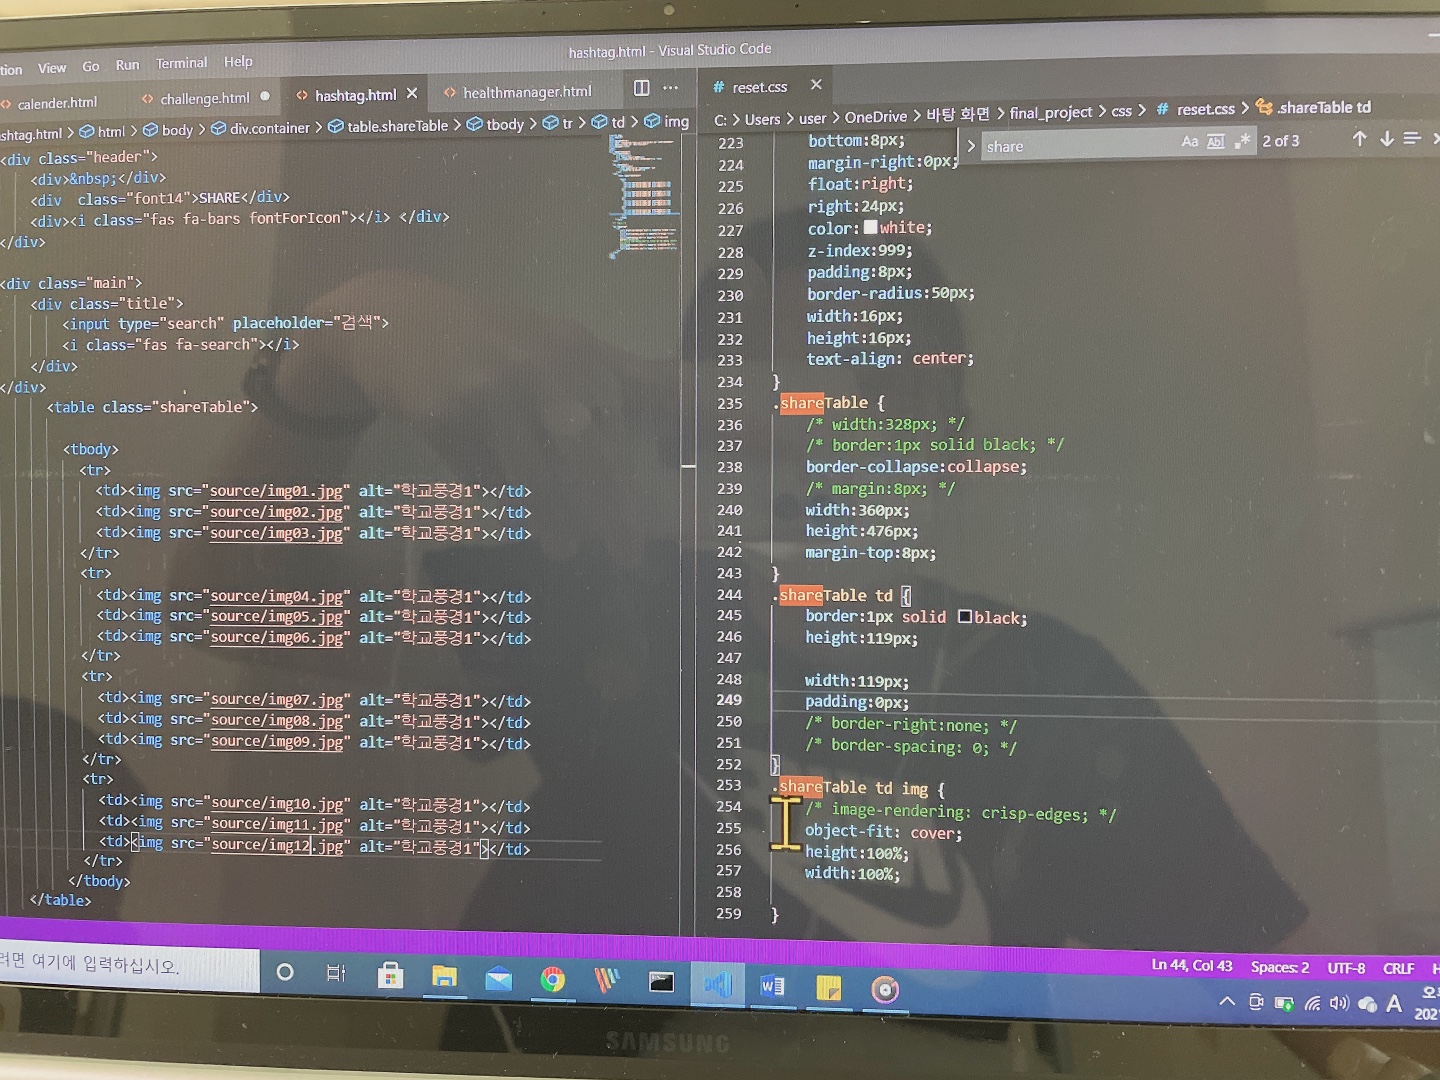 hashtag.html - Visual Studio Code
View Go Run Terminal Help
calender.html challenge.html hashtag.html healthmanager.html
html > body > div.container > table.shareTable > tbody > tr > td > img
<div class="header">
<div>&nbsp;</div>
<div  class="font14">SHARE</div>
<div><i class="fas fa-bars fontForIcon"></i> </div>
</div>
<div class="main">
<div class="title">
<input type="search" placeholder="검색">
<i class="fas fa-search"></i>
</div>
</div>
<table class="shareTable">
<tbody>
<tr>
<td><img src="source/img01.jpg" alt="학교풍경1"></td>
<td><img src="source/img02.jpg" alt="학교풍경1"></td>
<td><img src="source/img03.jpg" alt="학교풍경1"></td>
</tr>
<tr>
<td><img src="source/img04.jpg" alt="학교풍경1"></td>
<td><img src="source/img05.jpg" alt="학교풍경1"></td>
<td><img src="source/img06.jpg" alt="학교풍경1"></td>
</tr>
<tr>
<td><img src="source/img07.jpg" alt="학교풍경1"></td>
<td><img src="source/img08.jpg" alt="학교풍경1"></td>
<td><img src="source/img09.jpg" alt="학교풍경1"></td>
</tr>
<tr>
<td><img src="source/img10.jpg" alt="학교풍경1"></td>
<td><img src="source/img11.jpg" alt="학교풍경1"></td>
<td><img src="source/img12.jpg" alt="학교풍경1"></td>
</tr>
</tbody>
</table>
# reset.css
C: > Users > user > OneDrive > 바탕 화면 > final_project > css > # reset.css > .shareTable td
share Aa Abl .* 2 of 3
223 bottom:8px;
224 margin-right:0px;
225 float:right;
226 right:24px;
227 color:white;
228 z-index:999;
229 padding:8px;
230 border-radius:50px;
231 width:16px;
232 height:16px;
233 text-align: center;
234 }
235 .shareTable {
236 /* width:328px; */
237 /* border:1px solid black; */
238 border-collapse:collapse;
239 /* margin:8px; */
240 width:360px;
241 height:476px;
242 margin-top:8px;
243 }
244 .shareTable td {
245 border:1px solid black;
246 height:119px;
247
248 width:119px;
249 padding:0px;
250 /* border-right:none; */
251 /* border-spacing: 0; */
252 }
253 .shareTable td img {
254 /* image-rendering: crisp-edges; */
255 object-fit: cover;
256 height:100%;
257 width:100%;
258
259 }
Ln 44, Col 43 Spaces: 2 UTF-8 CRLF
여기에 입력하십시오.
A
SAMSUNG